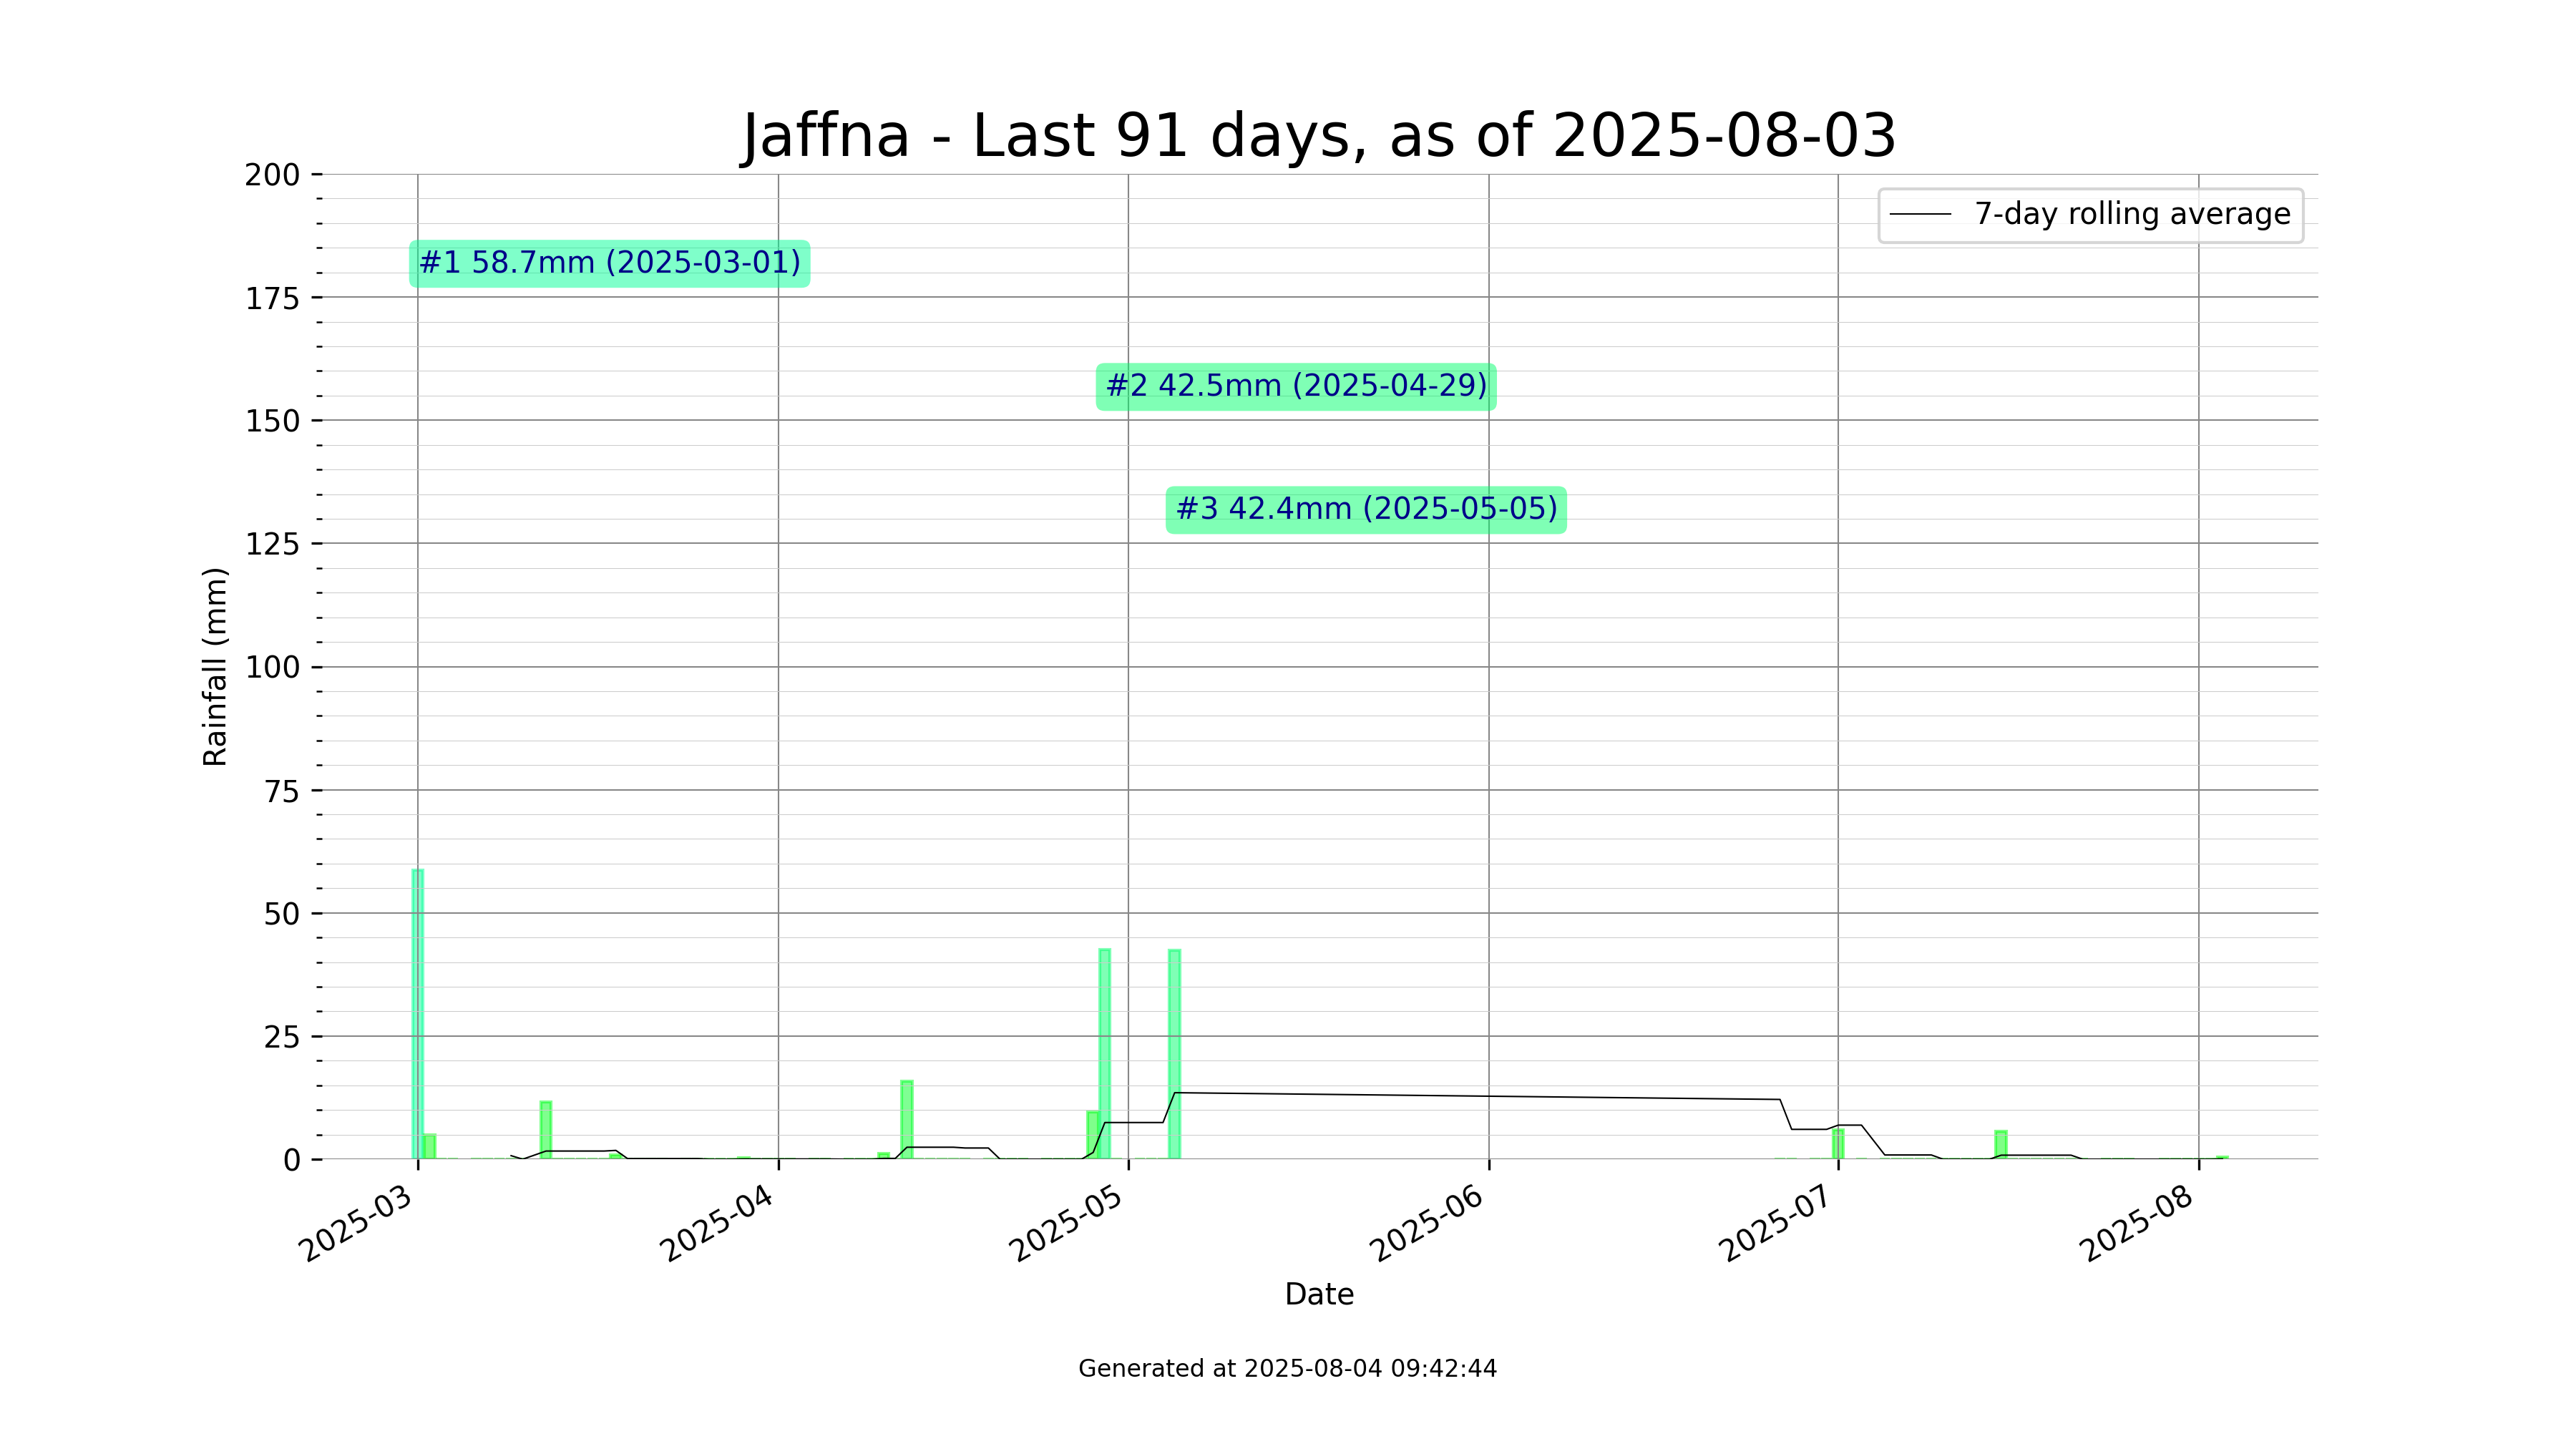 Jaffna - Last 91 days, as of 2025-08-03
200
175
150
125
100
75
50
25
0
Rainfall (mm)
7-day rolling average
#1 58.7mm (2025-03-01)
#2 42.5mm (2025-04-29)
#3 42.4mm (2025-05-05)
2025-03
2025-04
2025-05
2025-06
2025-07
2025-08
Date
Generated at 2025-08-04 09:42:44